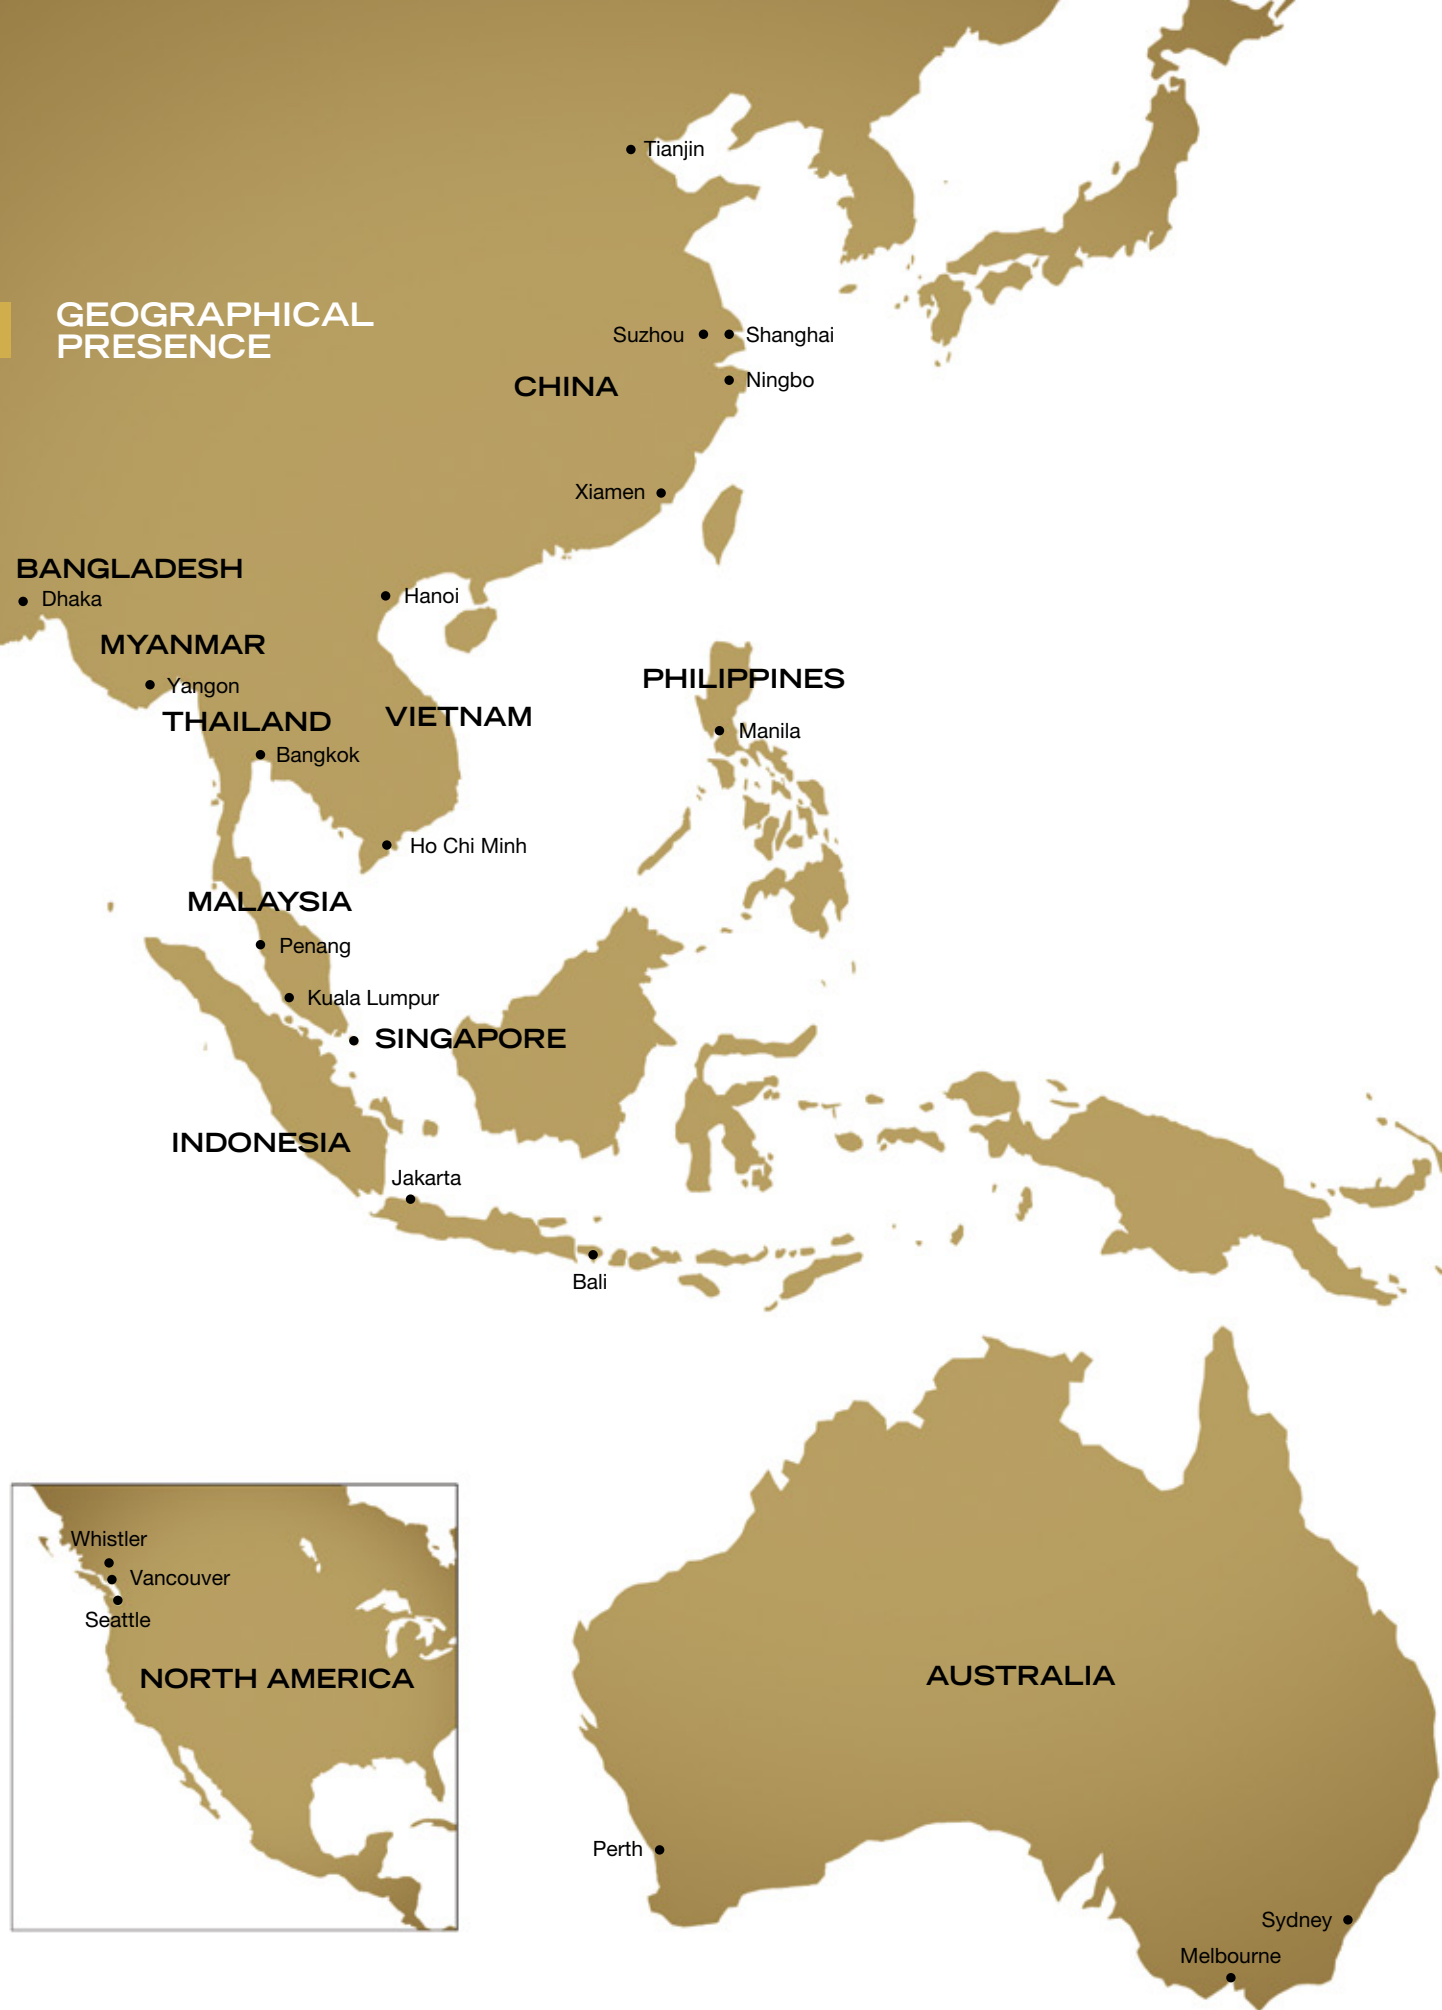 Tianjin
GEOGRAPHICAL
PRESENCE
Suzhou
Shanghai
Ningbo
CHINA
Xiamen
BANGLADESH
Dhaka
Hanoi
MYANMAR
Yangon
PHILIPPINES
THAILAND
VIETNAM
Manila
Bangkok
Ho Chi Minh
MALAYSIA
Penang
Kuala Lumpur
SINGAPORE
INDONESIA
Jakarta
Bali
Whistler
Vancouver
Seattle
NORTH AMERICA
AUSTRALIA
Perth
Sydney
Melbourne